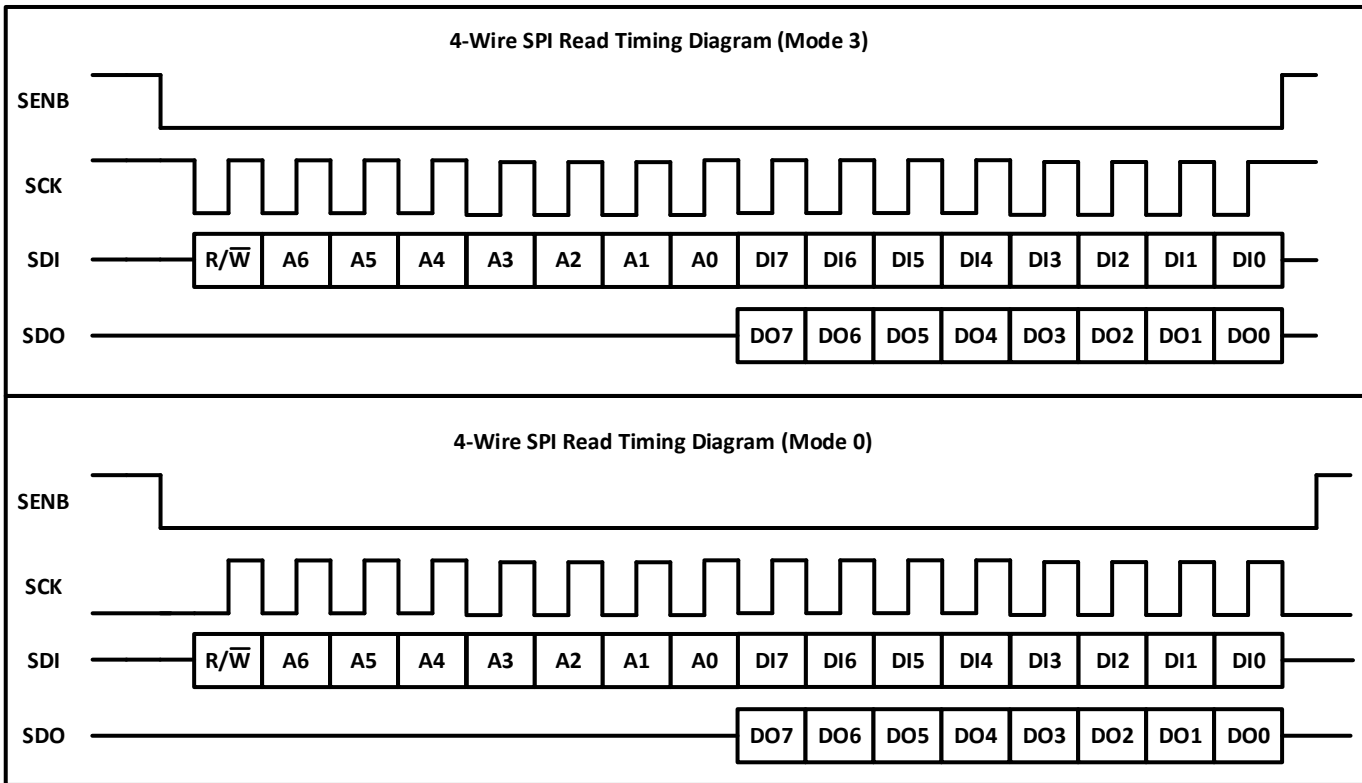 4-Wire SPI Read Timing Diagram (Mode 3)
SENB
SCK
SDI R/W̅ A6 A5 A4 A3 A2 A1 A0 DI7 DI6 DI5 DI4 DI3 DI2 DI1 DI0
SDO DO7 DO6 DO5 DO4 DO3 DO2 DO1 DO0
4-Wire SPI Read Timing Diagram (Mode 0)
SENB
SCK
SDI R/W̅ A6 A5 A4 A3 A2 A1 A0 DI7 DI6 DI5 DI4 DI3 DI2 DI1 DI0
SDO DO7 DO6 DO5 DO4 DO3 DO2 DO1 DO0